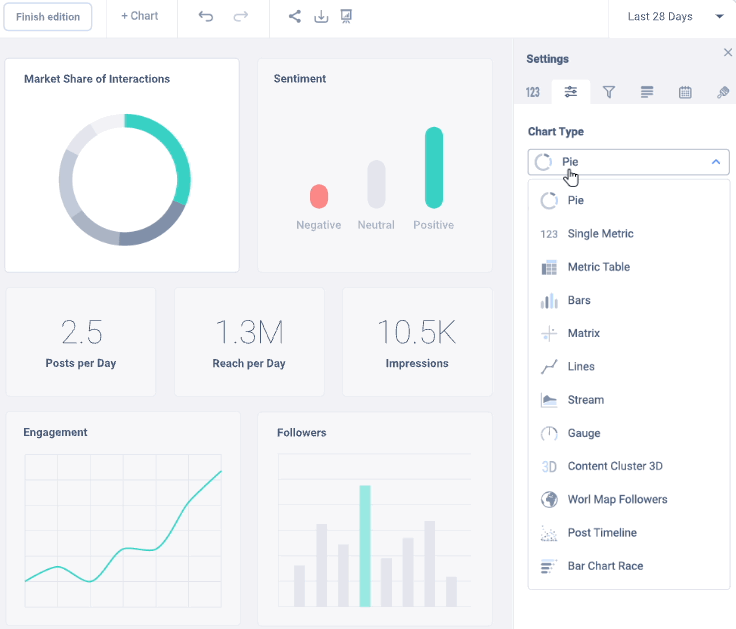 Finish edition
+ Chart
Last 28 Days
Market Share of Interactions
Sentiment
Negative
Neutral
Positive
2.5
Posts per Day
1.3M
Reach per Day
10.5K
Impressions
Engagement
Followers
Settings
123
Chart Type
Pie
Pie
123 Single Metric
Metric Table
Bars
Matrix
Lines
Stream
Gauge
3D Content Cluster 3D
Worl Map Followers
Post Timeline
Bar Chart Race